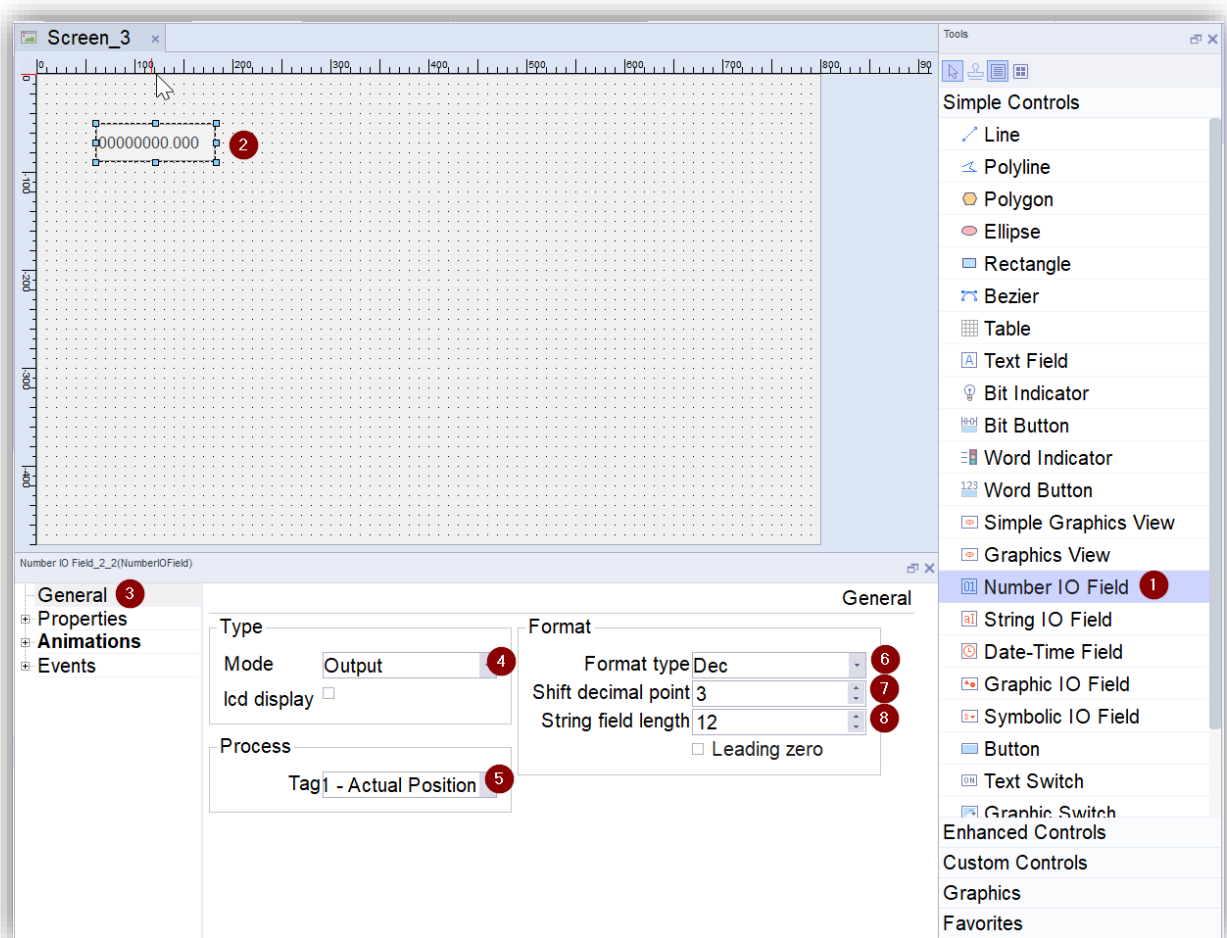 Screen_3 ×
Tools
0 100 200 300 400 500 600 700 800 90
0
100
200
300
400
00000000.000 2
Simple Controls
Line
Polyline
Polygon
Ellipse
Rectangle
Bezier
Table
A Text Field
Bit Indicator
Bit Button
Word Indicator
123 Word Button
Simple Graphics View
Graphics View
01 Number IO Field 1
aI String IO Field
Date-Time Field
Graphic IO Field
Symbolic IO Field
Button
ON Text Switch
Graphic Switch
Enhanced Controls
Custom Controls
Graphics
Favorites
Number IO Field_2_2(NumberIOField)
General 3
Properties
Animations
Events
General
Type
Mode Output 4
lcd display
Process
Tag 1 - Actual Position 5
Format
Format type Dec 6
Shift decimal point 3 7
String field length 12 8
Leading zero